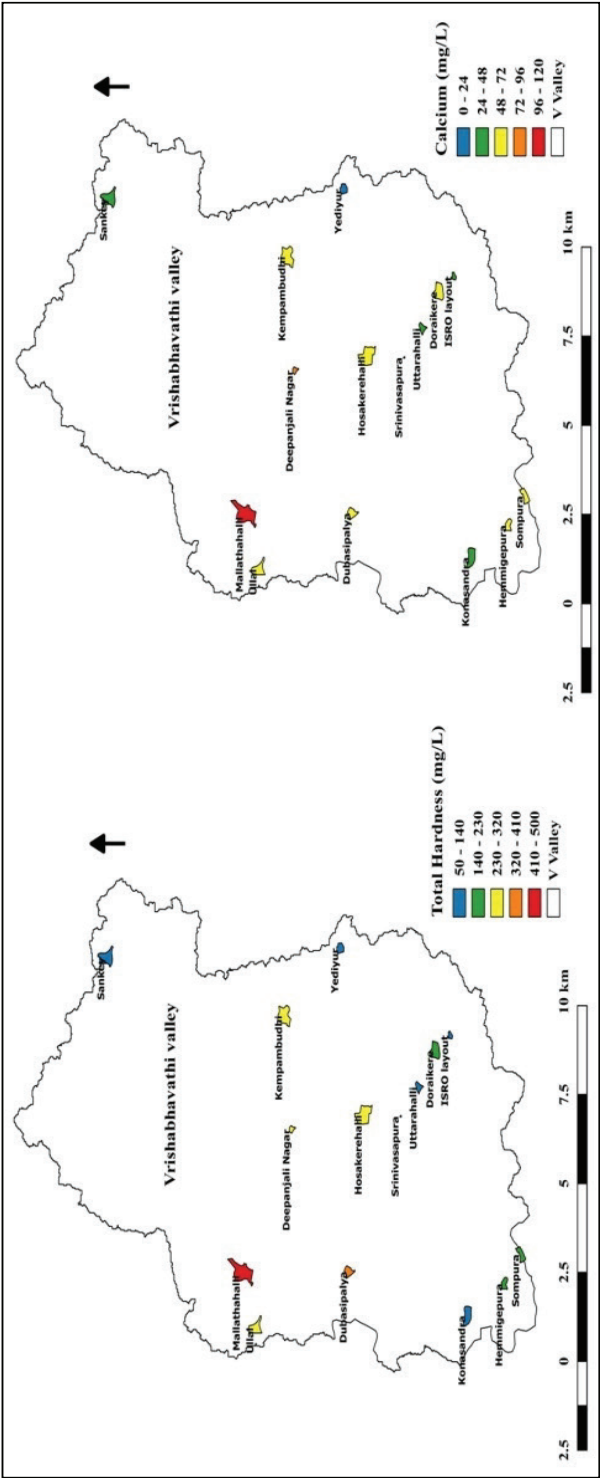 Sankey
Vrishabhavathi valley
Mallathahalli
Ullal
Kempambudhi
Deepanjali Nagar
Yediyur
Dubasipalya
Hosakerehalli
Srinivasapura
Uttarahalli
Doraikere
ISRO layout
Konasandra
Hemmigepura
Sompura
Total Hardness (mg/L)
50 - 140
140 - 230
230 - 320
320 - 410
410 - 500
V Valley
2.5 0 2.5 5 7.5 10 km
Sankey
Vrishabhavathi valley
Mallathahalli
Ullal
Kempambudhi
Deepanjali Nagar
Yediyur
Dubasipalya
Hosakerehalli
Srinivasapura
Uttarahalli
Doraikere
ISRO layout
Konasandra
Hemmigepura
Sompura
Calcium (mg/L)
0 - 24
24 - 48
48 - 72
72 - 96
96 - 120
V Valley
2.5 0 2.5 5 7.5 10 km